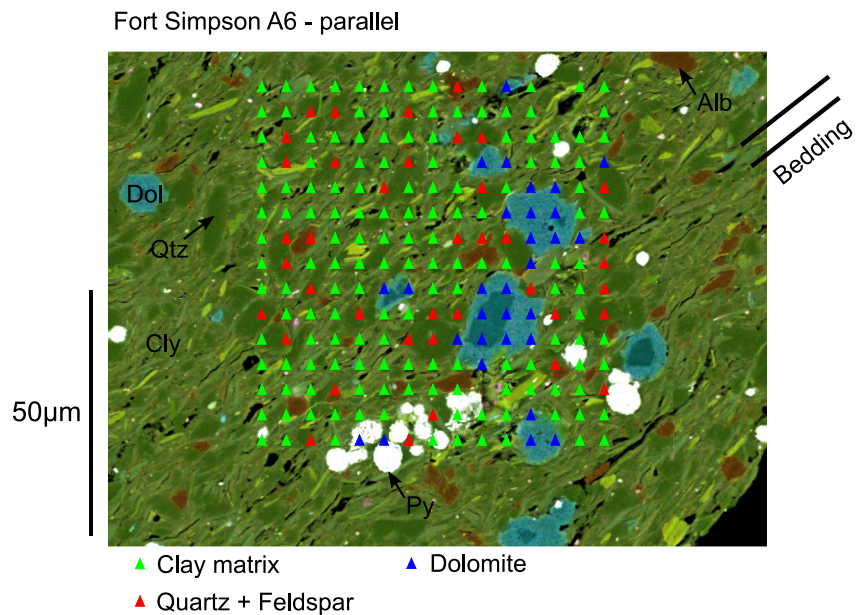 Fort Simpson A6 - parallel
Alb
Bedding
Dol
Qtz
Cly
50µm
Py
Clay matrix
Dolomite
Quartz + Feldspar